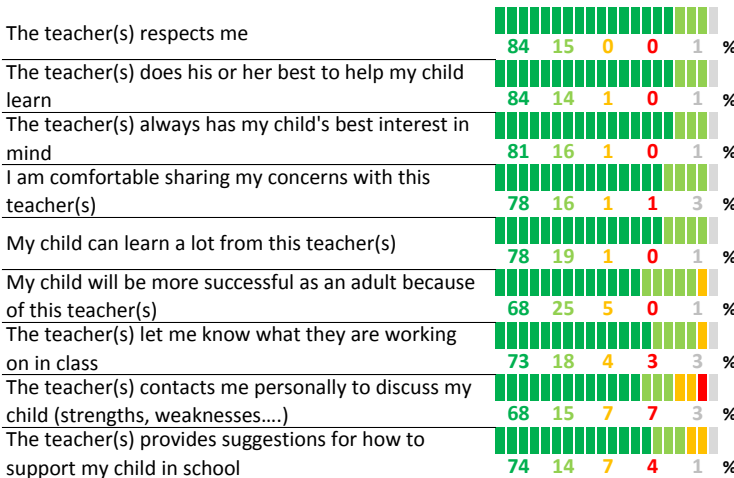 The teacher(s) respects me
84 15 0 0 1 %
The teacher(s) does his or her best to help my child
learn
84 14 1 0 1 %
The teacher(s) always has my child's best interest in
mind
81 16 1 0 1 %
I am comfortable sharing my concerns with this
teacher(s)
78 16 1 1 3 %
My child can learn a lot from this teacher(s)
78 19 1 0 1 %
My child will be more successful as an adult because
of this teacher(s)
68 25 5 0 1 %
The teacher(s) let me know what they are working
on in class
73 18 4 3 3 %
The teacher(s) contacts me personally to discuss my
child (strengths, weaknesses....)
68 15 7 7 3 %
The teacher(s) provides suggestions for how to
support my child in school
74 14 7 4 1 %